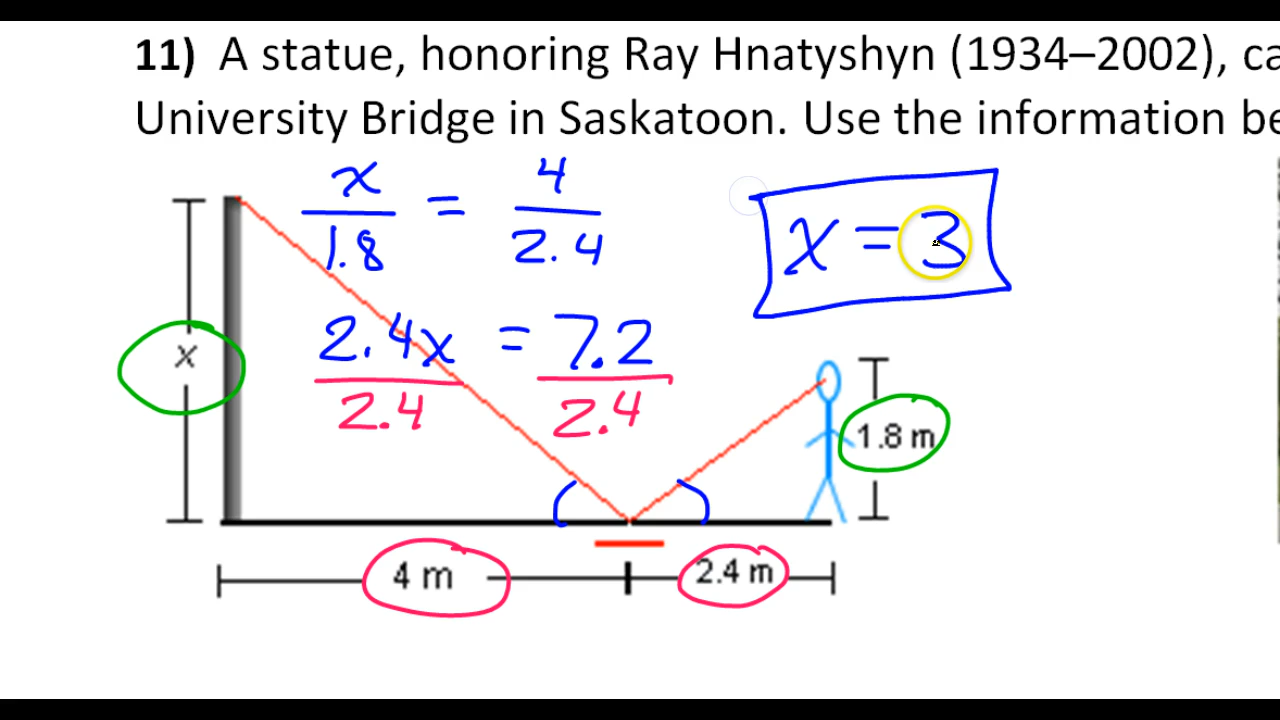 11) A statue, honoring Ray Hnatyshyn (1934–2002), ca
University Bridge in Saskatoon. Use the information be
x/1.8 = 4/2.4
x = 3
2.4x/2.4 = 7.2/2.4
x
1.8 m
4 m
2.4 m